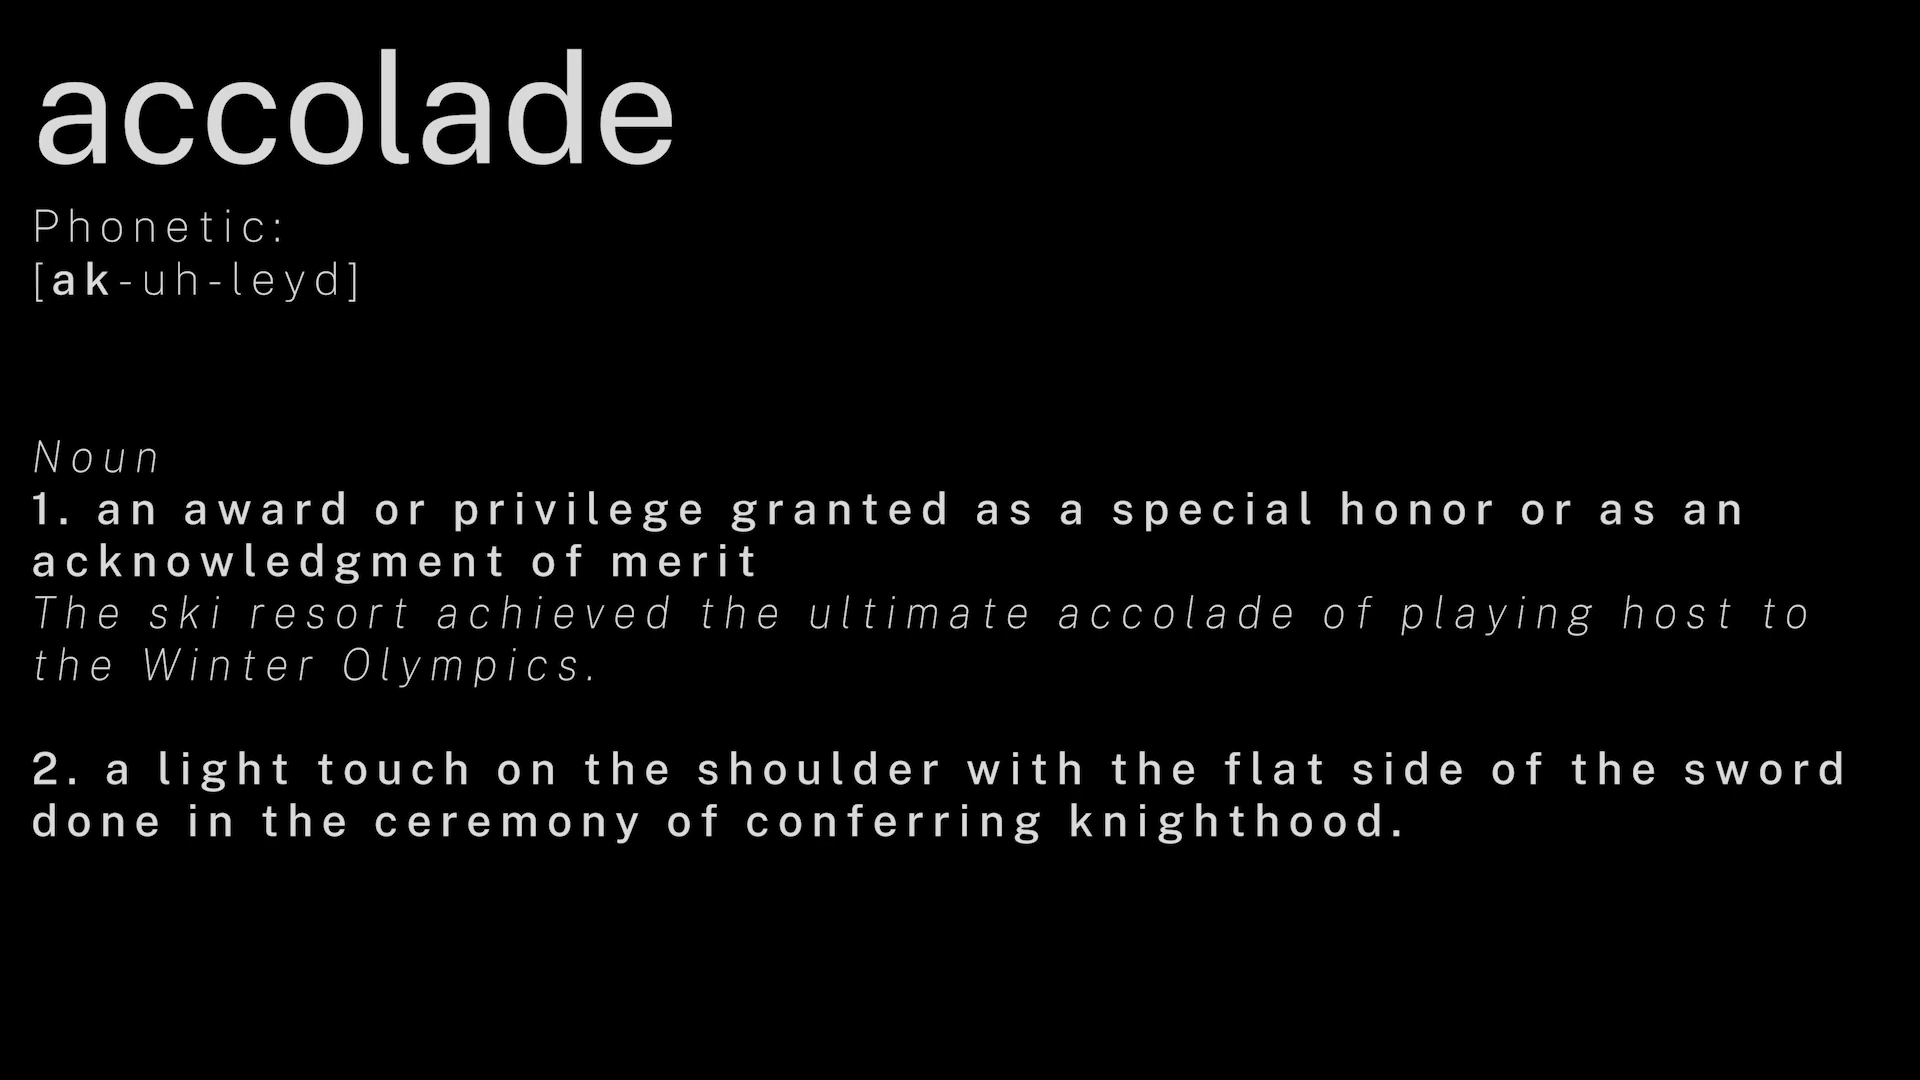 accolade
Phonetic:
[ak-uh-leyd]
Noun
1. an award or privilege granted as a special honor or as an
acknowledgment of merit
The ski resort achieved the ultimate accolade of playing host to
the Winter Olympics.
2. a light touch on the shoulder with the flat side of the sword
done in the ceremony of conferring knighthood.